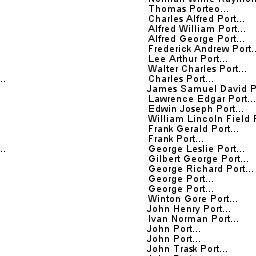 Thomas Porteo...
Charles Alfred Port...
Alfred William Port...
Alfred George Port...
Frederick Andrew Port...
Lee Arthur Port...
Walter Charles Port...
...
Charles Port...
James Samuel David P
Lawrence Edgar Port...
Edwin Joseph Port...
William Lincoln Field
Frank Gerald Port...
Frank Port...
...
George Leslie Port...
Gilbert George Port...
George Richard Port...
George Port...
George Port...
Winton Gore Port...
John Henry Port...
Ivan Norman Port...
John Port...
John Port...
John Trask Port...